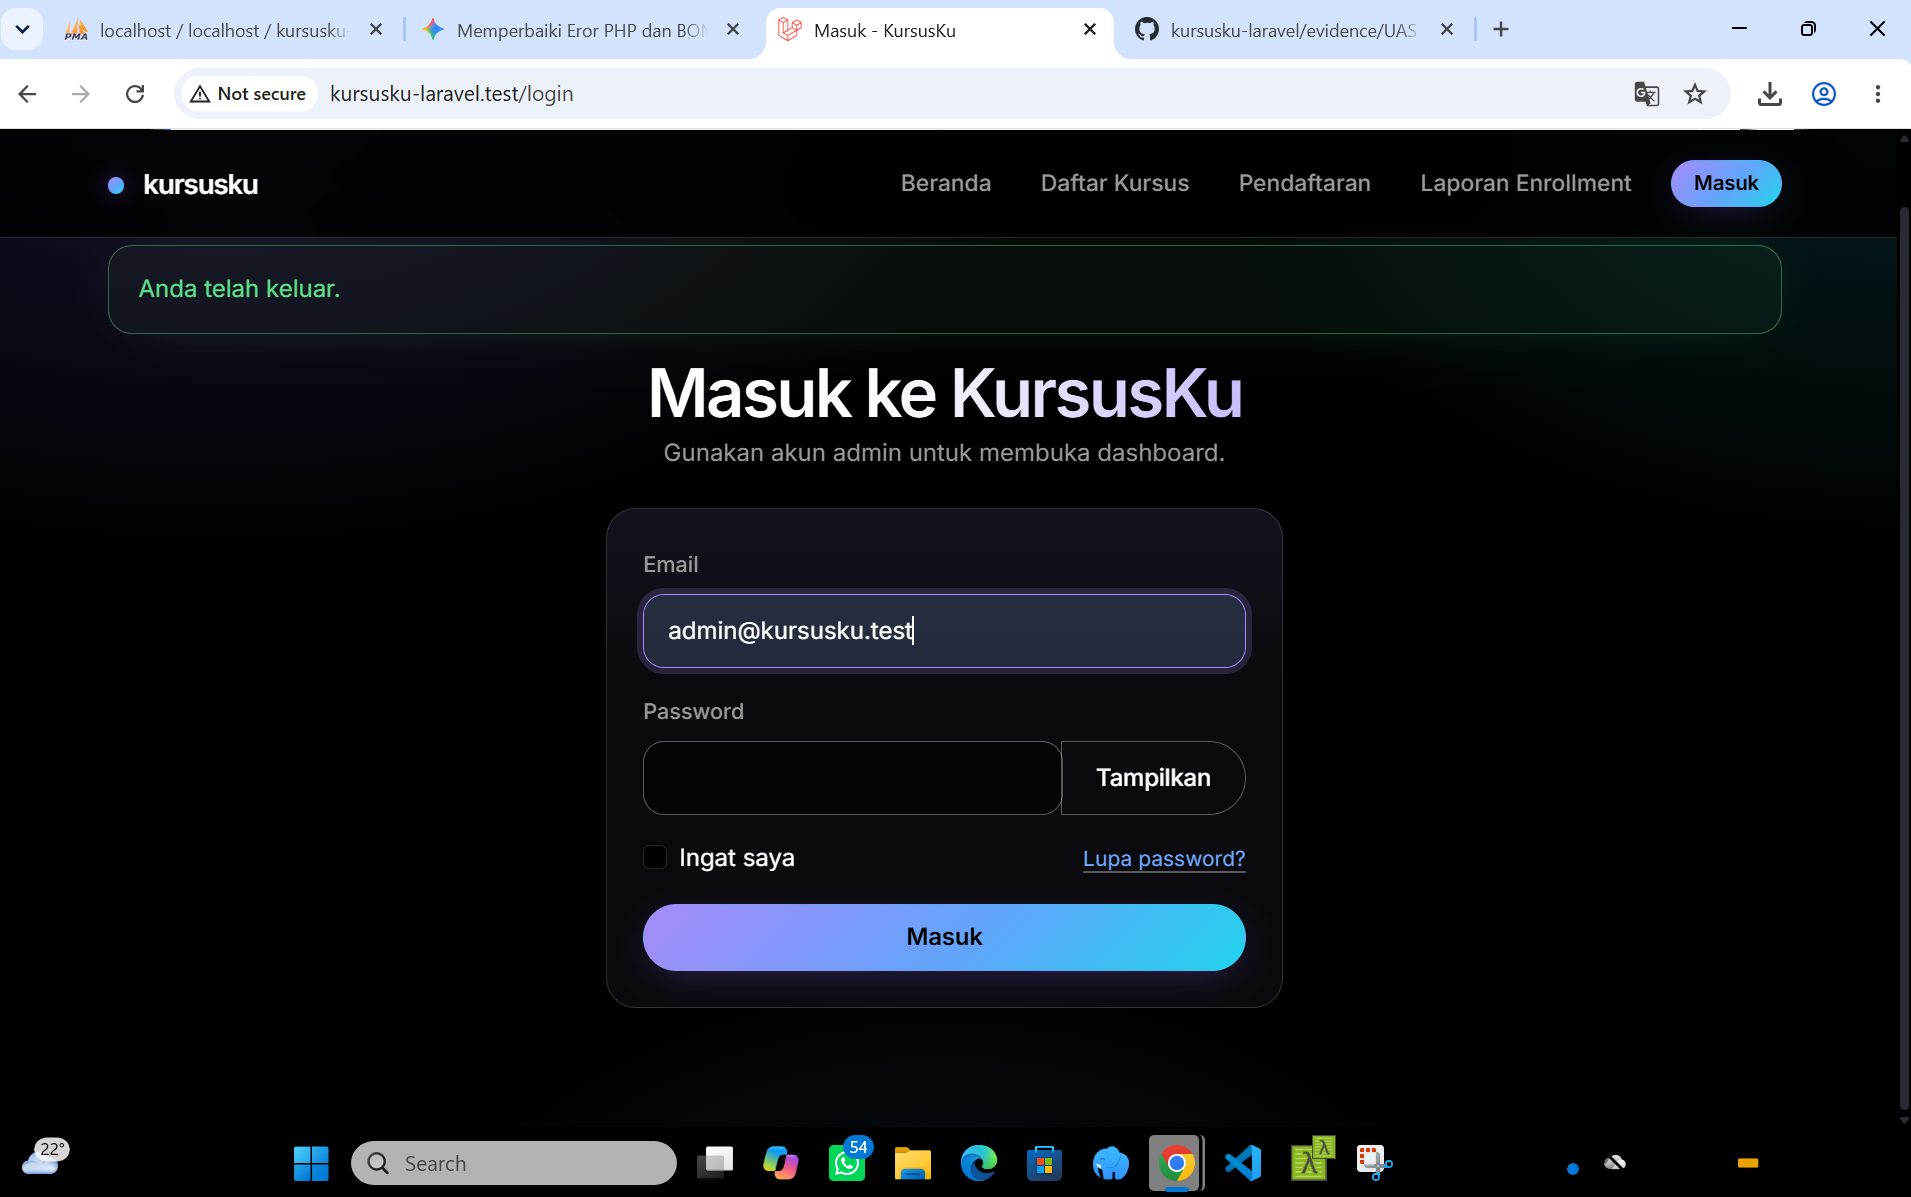 localhost / localhost / kursusku
Memperbaiki Eror PHP dan BOM
Masuk - KursusKu
kursusku-laravel/evidence/UAS
Not secure
kursusku-laravel.test/login
kursusku
Beranda
Daftar Kursus
Pendaftaran
Laporan Enrollment
Masuk
Anda telah keluar.
Masuk ke KursusKu
Gunakan akun admin untuk membuka dashboard.
Email
admin@kursusku.test
Password
Tampilkan
Ingat saya
Lupa password?
Masuk
22°
Search
54